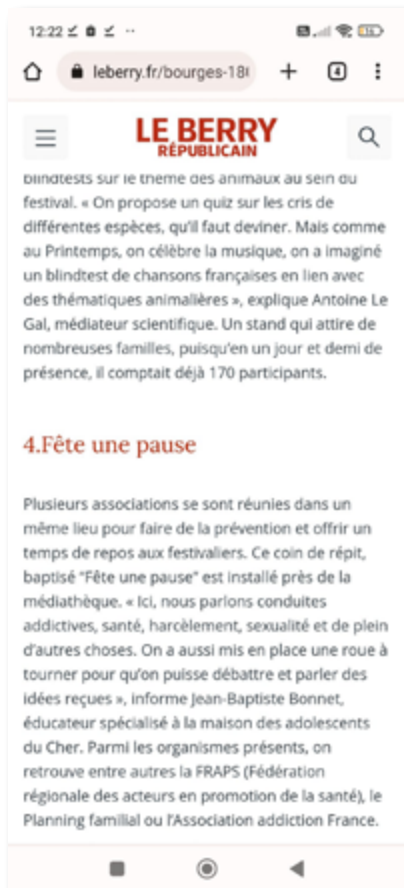 12:22
leberry.fr/bourges-18(
4
LE BERRY
RÉPUBLICAIN
blindtests sur le thème des animaux au sein du
festival. « On propose un quiz sur les cris de
différentes espèces, qu'il faut deviner. Mais comme
au Printemps, on célèbre la musique, on a imaginé
un blindtest de chansons françaises en lien avec
des thématiques animalières », explique Antoine Le
Gal, médiateur scientifique. Un stand qui attire de
nombreuses familles, puisqu'en un jour et demi de
présence, il comptait déjà 170 participants.
4.Fête une pause
Plusieurs associations se sont réunies dans un
même lieu pour faire de la prévention et offrir un
temps de repos aux festivaliers. Ce coin de répit,
baptisé "Fête une pause" est installé près de la
médiathèque. « Ici, nous parlons conduites
addictives, santé, harcèlement, sexualité et de plein
d'autres choses. On a aussi mis en place une roue à
tourner pour qu'on puisse débattre et parler des
idées reçues », informe Jean-Baptiste Bonnet,
éducateur spécialisé à la maison des adolescents
du Cher. Parmi les organismes présents, on
retrouve entre autres la FRAPS (Fédération
régionale des acteurs en promotion de la santé), le
Planning familial ou l'Association addiction France.